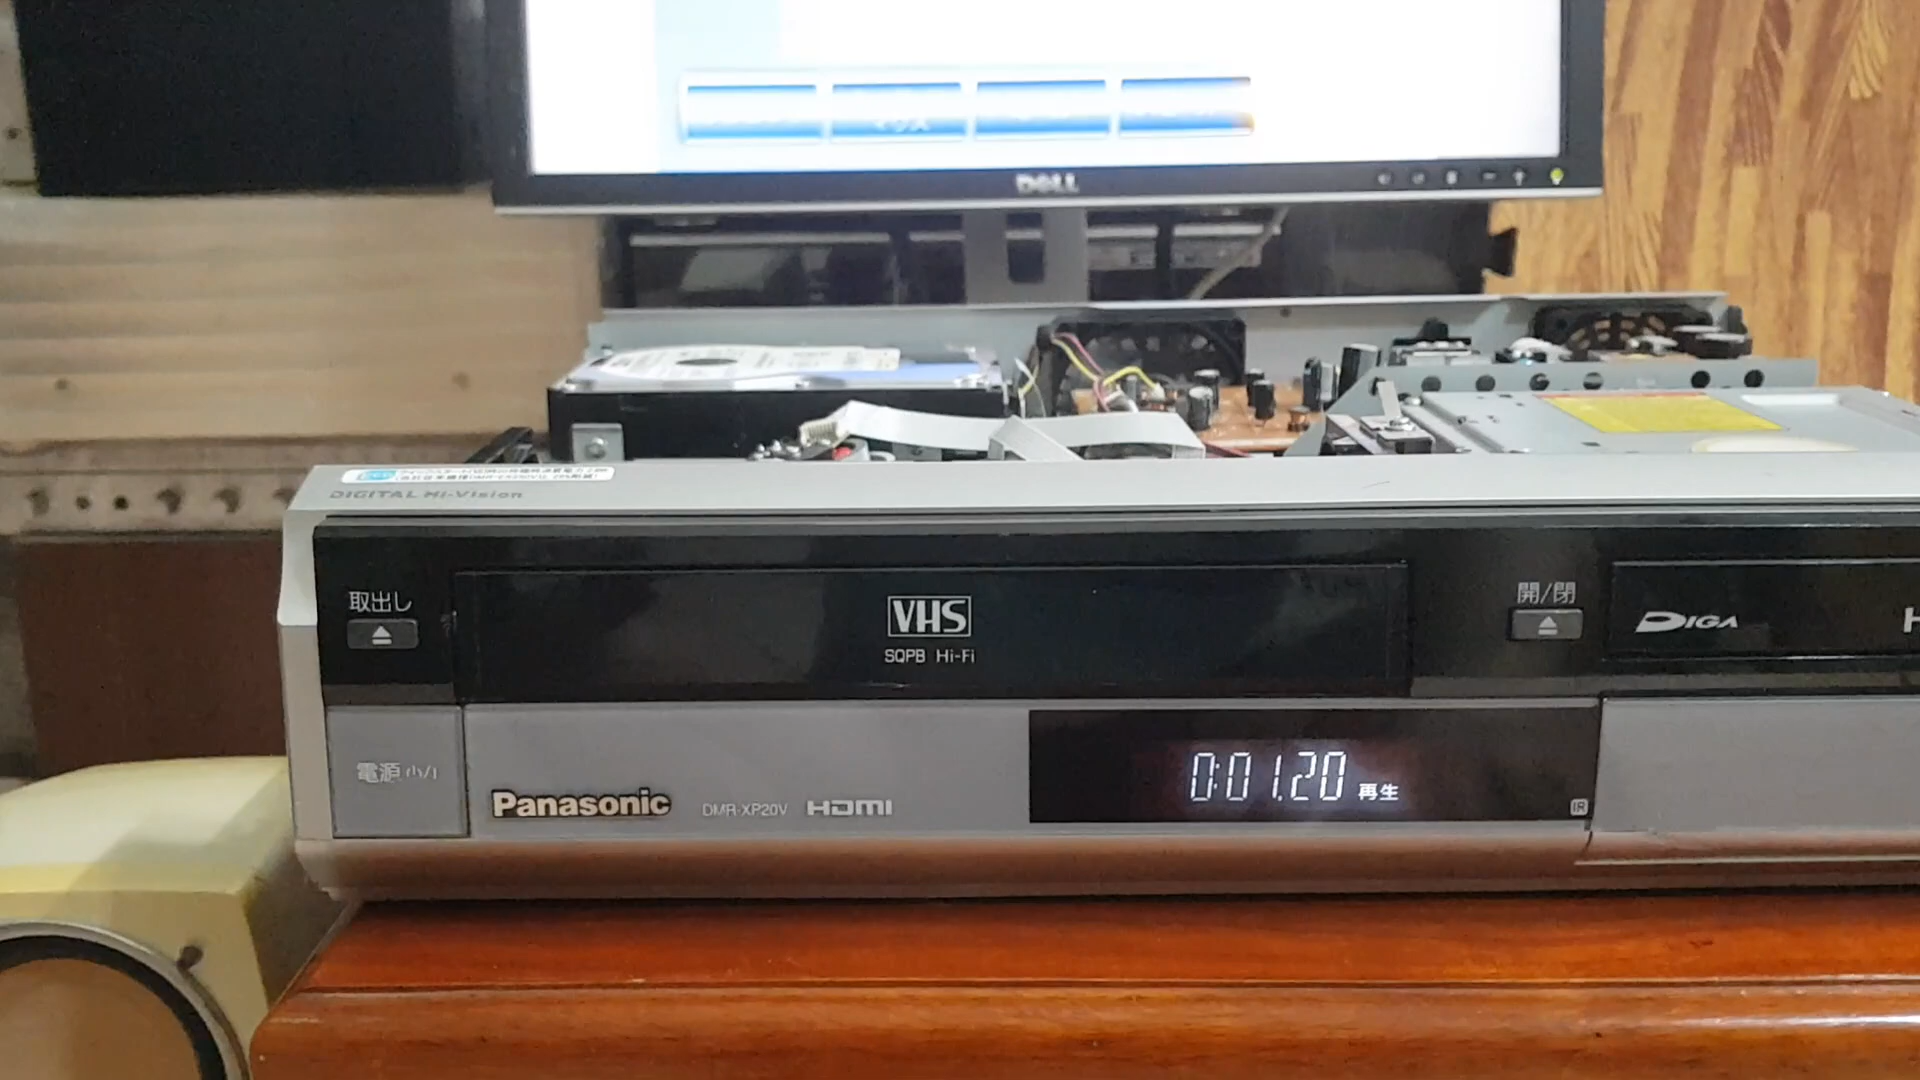 DELL
DIGITAL Hi-Vision
取出し
VHS
SQPB Hi-Fi
開/閉
DIGA
電源 ⏻/I
Panasonic
DMR-XP20V
HDMI
0:01.20 再生
IR